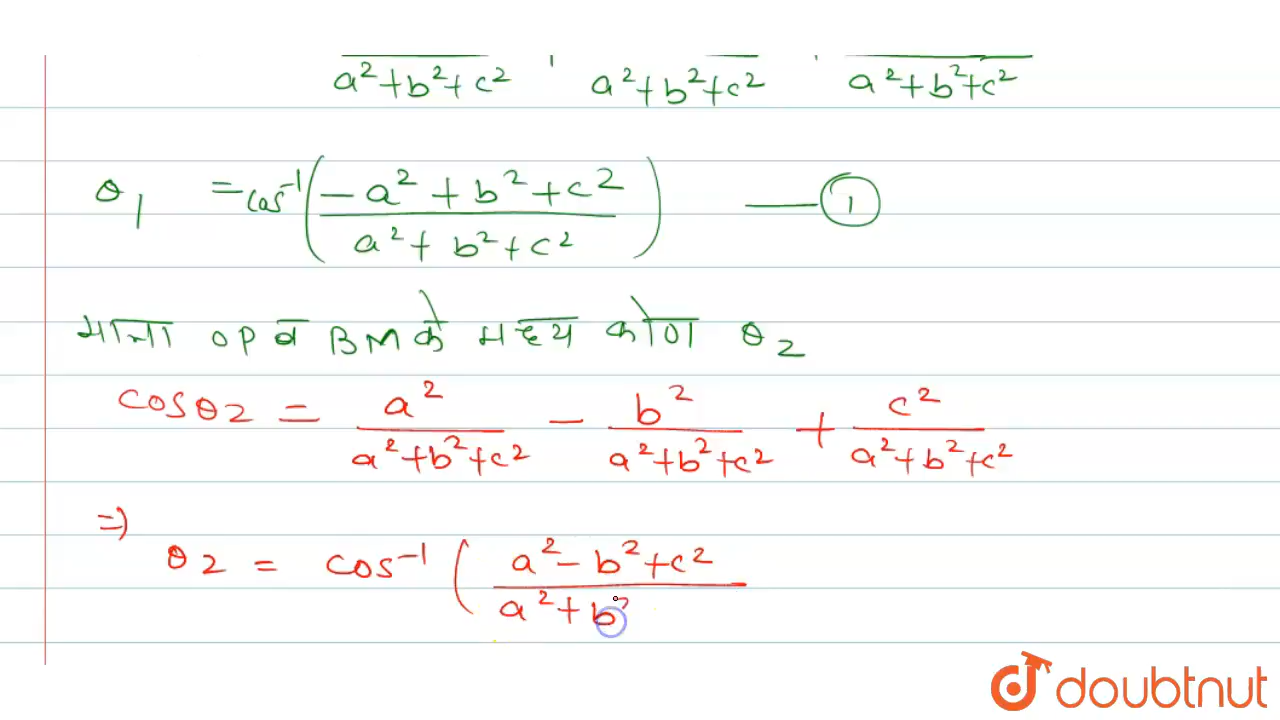 a²+b²+c² , a²+b²+c² , a²+b²+c²
θ₁ = cos⁻¹((-a²+b²+c²)/(a²+b²+c²)) —— ①
माना OP व BM के मध्य कोण θ₂
cosθ₂ = a²/(a²+b²+c²) - b²/(a²+b²+c²) + c²/(a²+b²+c²)
⇒
θ₂ = cos⁻¹((a²-b²+c²)/(a²+b²
doubtnut